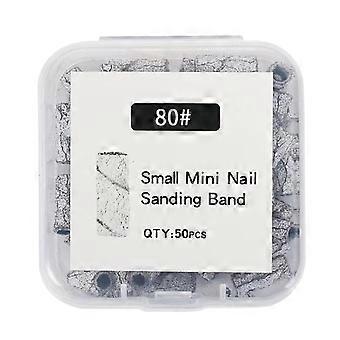 80#
Small Mini Nail
Sanding Band
QTY:50PCS